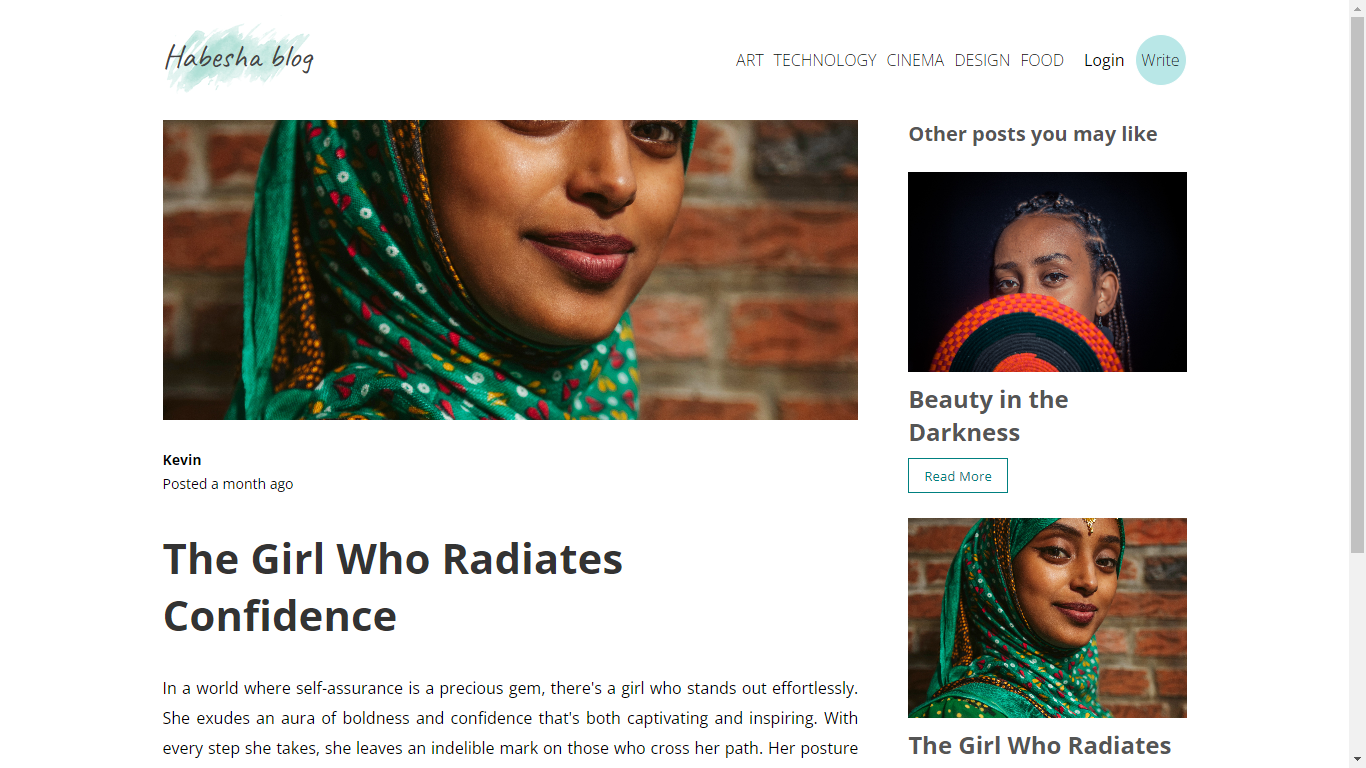 Habesha blog
ART TECHNOLOGY CINEMA DESIGN FOOD Login Write
Kevin
Posted a month ago
The Girl Who Radiates
Confidence
In a world where self-assurance is a precious gem, there's a girl who stands out effortlessly.
She exudes an aura of boldness and confidence that's both captivating and inspiring. With
every step she takes, she leaves an indelible mark on those who cross her path. Her posture
Other posts you may like
Beauty in the
Darkness
Read More
The Girl Who Radiates